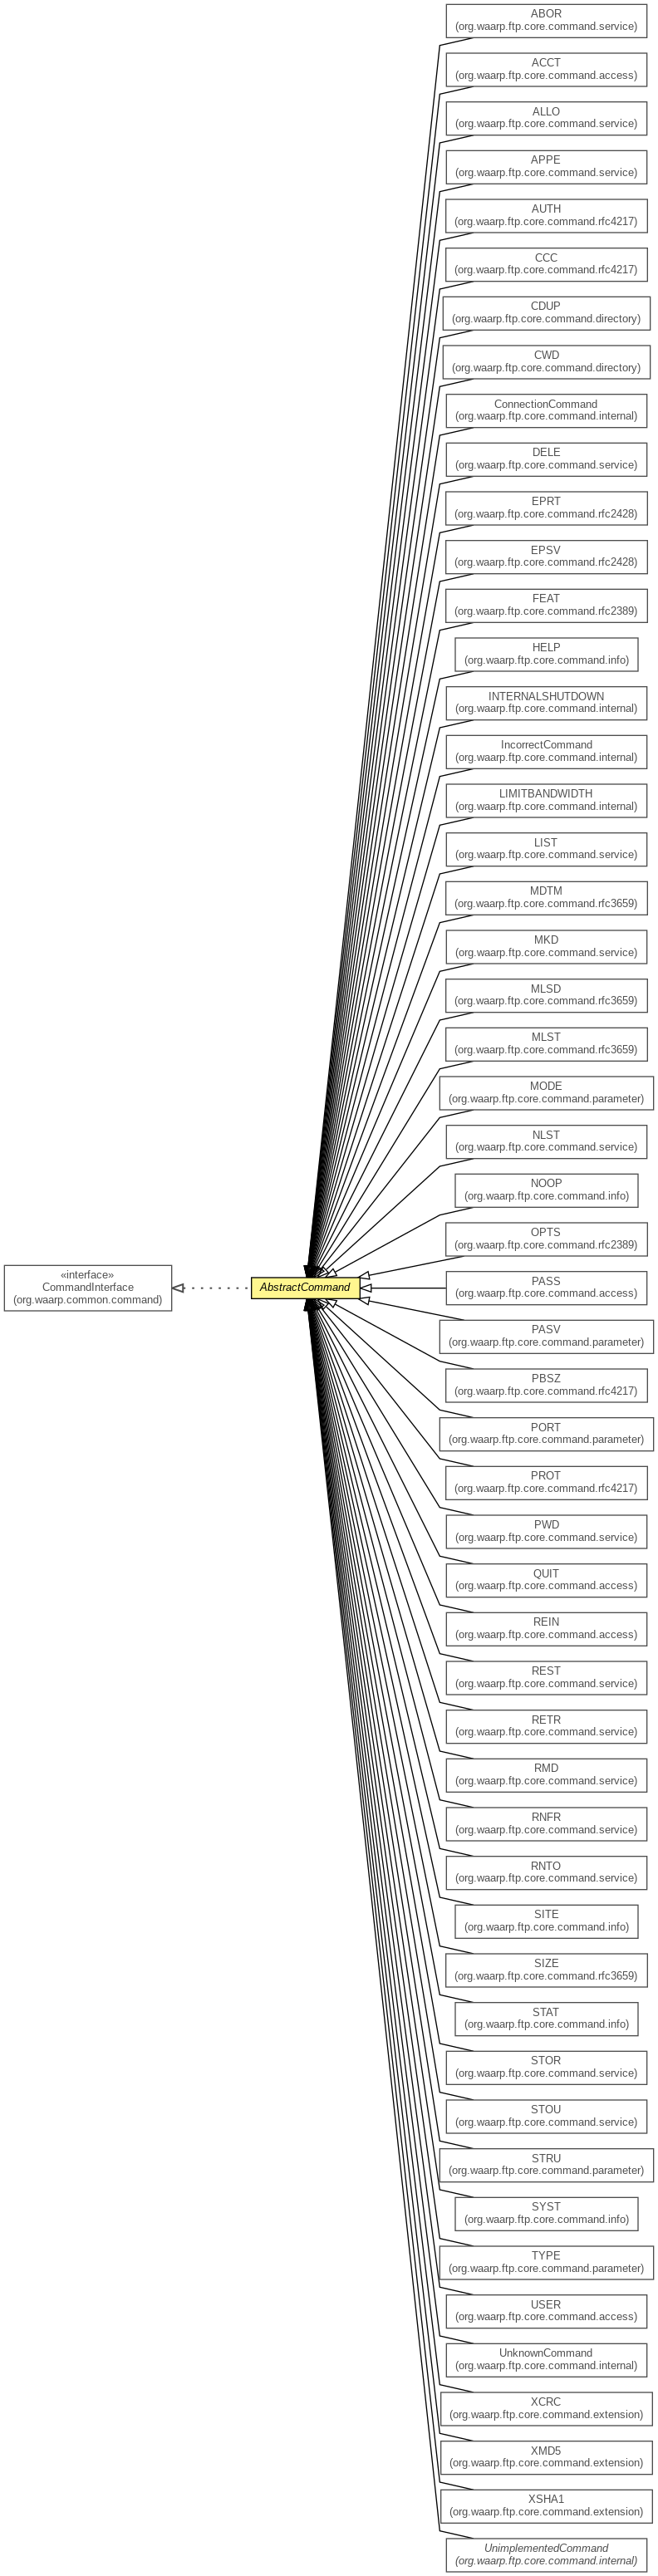 ABOR
(org.waarp.ftp.core.command.service)
ACCT
(org.waarp.ftp.core.command.access)
ALLO
(org.waarp.ftp.core.command.service)
APPE
(org.waarp.ftp.core.command.service)
AUTH
(org.waarp.ftp.core.command.rfc4217)
CCC
(org.waarp.ftp.core.command.rfc4217)
CDUP
(org.waarp.ftp.core.command.directory)
CWD
(org.waarp.ftp.core.command.directory)
ConnectionCommand
(org.waarp.ftp.core.command.internal)
DELE
(org.waarp.ftp.core.command.service)
EPRT
(org.waarp.ftp.core.command.rfc2428)
EPSV
(org.waarp.ftp.core.command.rfc2428)
FEAT
(org.waarp.ftp.core.command.rfc2389)
HELP
(org.waarp.ftp.core.command.info)
INTERNALSHUTDOWN
(org.waarp.ftp.core.command.internal)
IncorrectCommand
(org.waarp.ftp.core.command.internal)
LIMITBANDWIDTH
(org.waarp.ftp.core.command.internal)
LIST
(org.waarp.ftp.core.command.service)
MDTM
(org.waarp.ftp.core.command.rfc3659)
MKD
(org.waarp.ftp.core.command.service)
MLSD
(org.waarp.ftp.core.command.rfc3659)
MLST
(org.waarp.ftp.core.command.rfc3659)
MODE
(org.waarp.ftp.core.command.parameter)
NLST
(org.waarp.ftp.core.command.service)
NOOP
(org.waarp.ftp.core.command.info)
OPTS
(org.waarp.ftp.core.command.rfc2389)
«interface»
CommandInterface
(org.waarp.common.command)
AbstractCommand
PASS
(org.waarp.ftp.core.command.access)
PASV
(org.waarp.ftp.core.command.parameter)
PBSZ
(org.waarp.ftp.core.command.rfc4217)
PORT
(org.waarp.ftp.core.command.parameter)
PROT
(org.waarp.ftp.core.command.rfc4217)
PWD
(org.waarp.ftp.core.command.service)
QUIT
(org.waarp.ftp.core.command.access)
REIN
(org.waarp.ftp.core.command.access)
REST
(org.waarp.ftp.core.command.service)
RETR
(org.waarp.ftp.core.command.service)
RMD
(org.waarp.ftp.core.command.service)
RNFR
(org.waarp.ftp.core.command.service)
RNTO
(org.waarp.ftp.core.command.service)
SITE
(org.waarp.ftp.core.command.info)
SIZE
(org.waarp.ftp.core.command.rfc3659)
STAT
(org.waarp.ftp.core.command.info)
STOR
(org.waarp.ftp.core.command.service)
STOU
(org.waarp.ftp.core.command.service)
STRU
(org.waarp.ftp.core.command.parameter)
SYST
(org.waarp.ftp.core.command.info)
TYPE
(org.waarp.ftp.core.command.parameter)
USER
(org.waarp.ftp.core.command.access)
UnknownCommand
(org.waarp.ftp.core.command.internal)
XCRC
(org.waarp.ftp.core.command.extension)
XMD5
(org.waarp.ftp.core.command.extension)
XSHA1
(org.waarp.ftp.core.command.extension)
UnimplementedCommand
(org.waarp.ftp.core.command.internal)